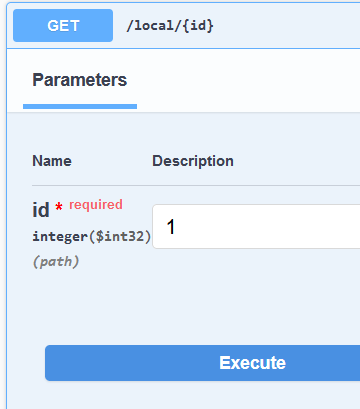 GET /local/{id}
Parameters
Name Description
id * required
integer($int32)
(path)
1
Execute